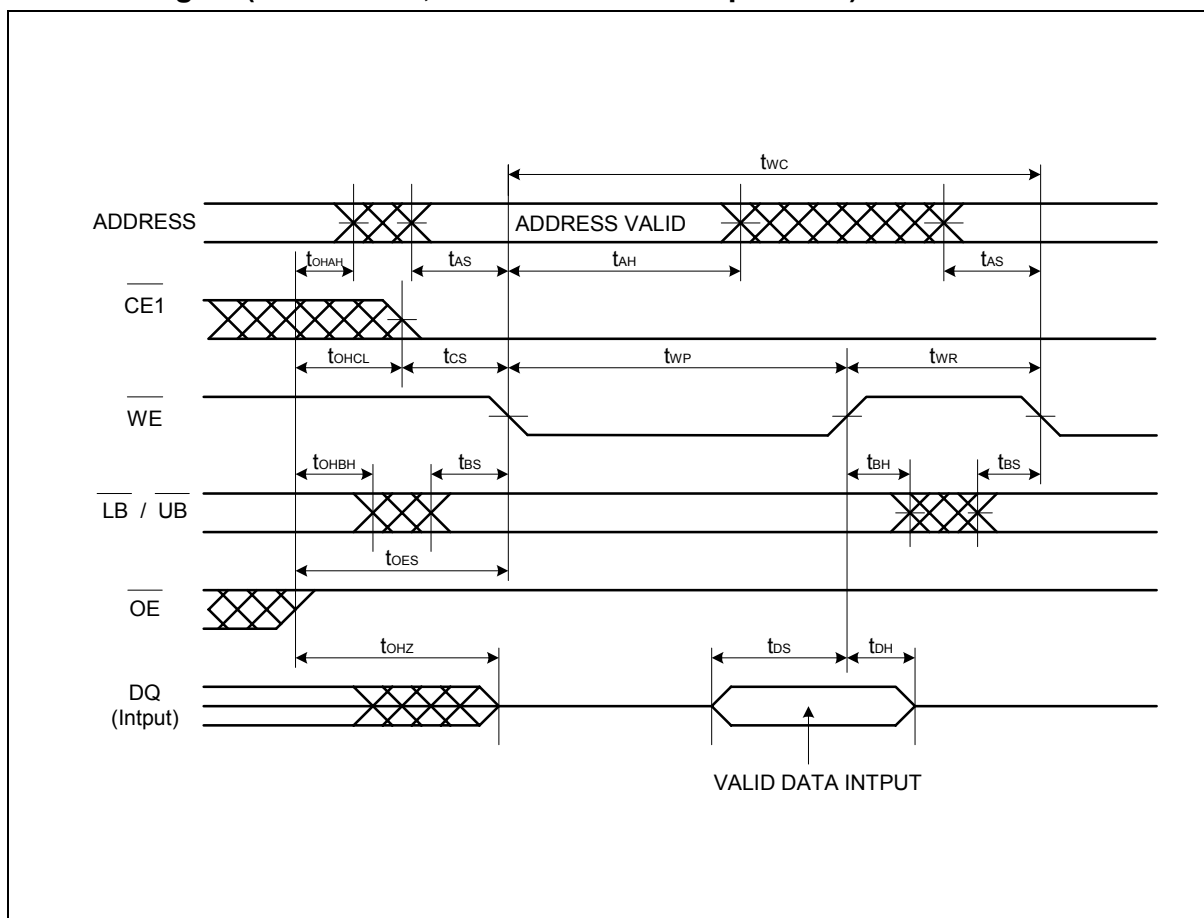 tWC
ADDRESS
ADDRESS VALID
tOHAH
tAS
tAH
tAS
CE1
tOHCL
tCS
tWP
tWR
WE
tOHBH
tBS
tBH
tBS
LB / UB
tOES
OE
tOHZ
tDS
tDH
DQ
(Intput)
VALID DATA INTPUT